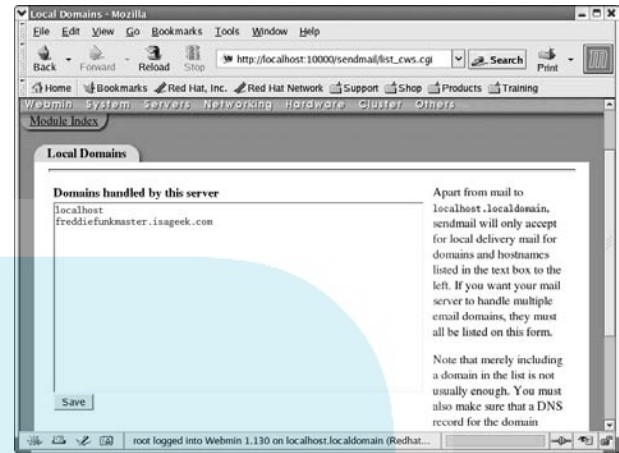 Local Domains - Mozilla
File Edit View Go Bookmarks Tools Window Help
Back Forward Reload Stop http://localhost:10000/sendmail/list_cws.cgi Search Print
Home Bookmarks Red Hat, Inc. Red Hat Network Support Shop Products Training
Webmin System Servers Networking Hardware Cluster Others
Module Index
Local Domains
Domains handled by this server
localhost
freddiefunkmaster.isageek.com
Save
Apart from mail to
localhost.localdomain,
sendmail will only accept
for local delivery mail for
domains and hostnames
listed in the text box to the
left. If you want your mail
server to handle multiple
email domains, they must
all be listed on this form.
Note that merely including
a domain in the list is not
usually enough. You must
also make sure that a DNS
record for the domain
root logged into Webmin 1.130 on localhost.localdomain (Redhat...